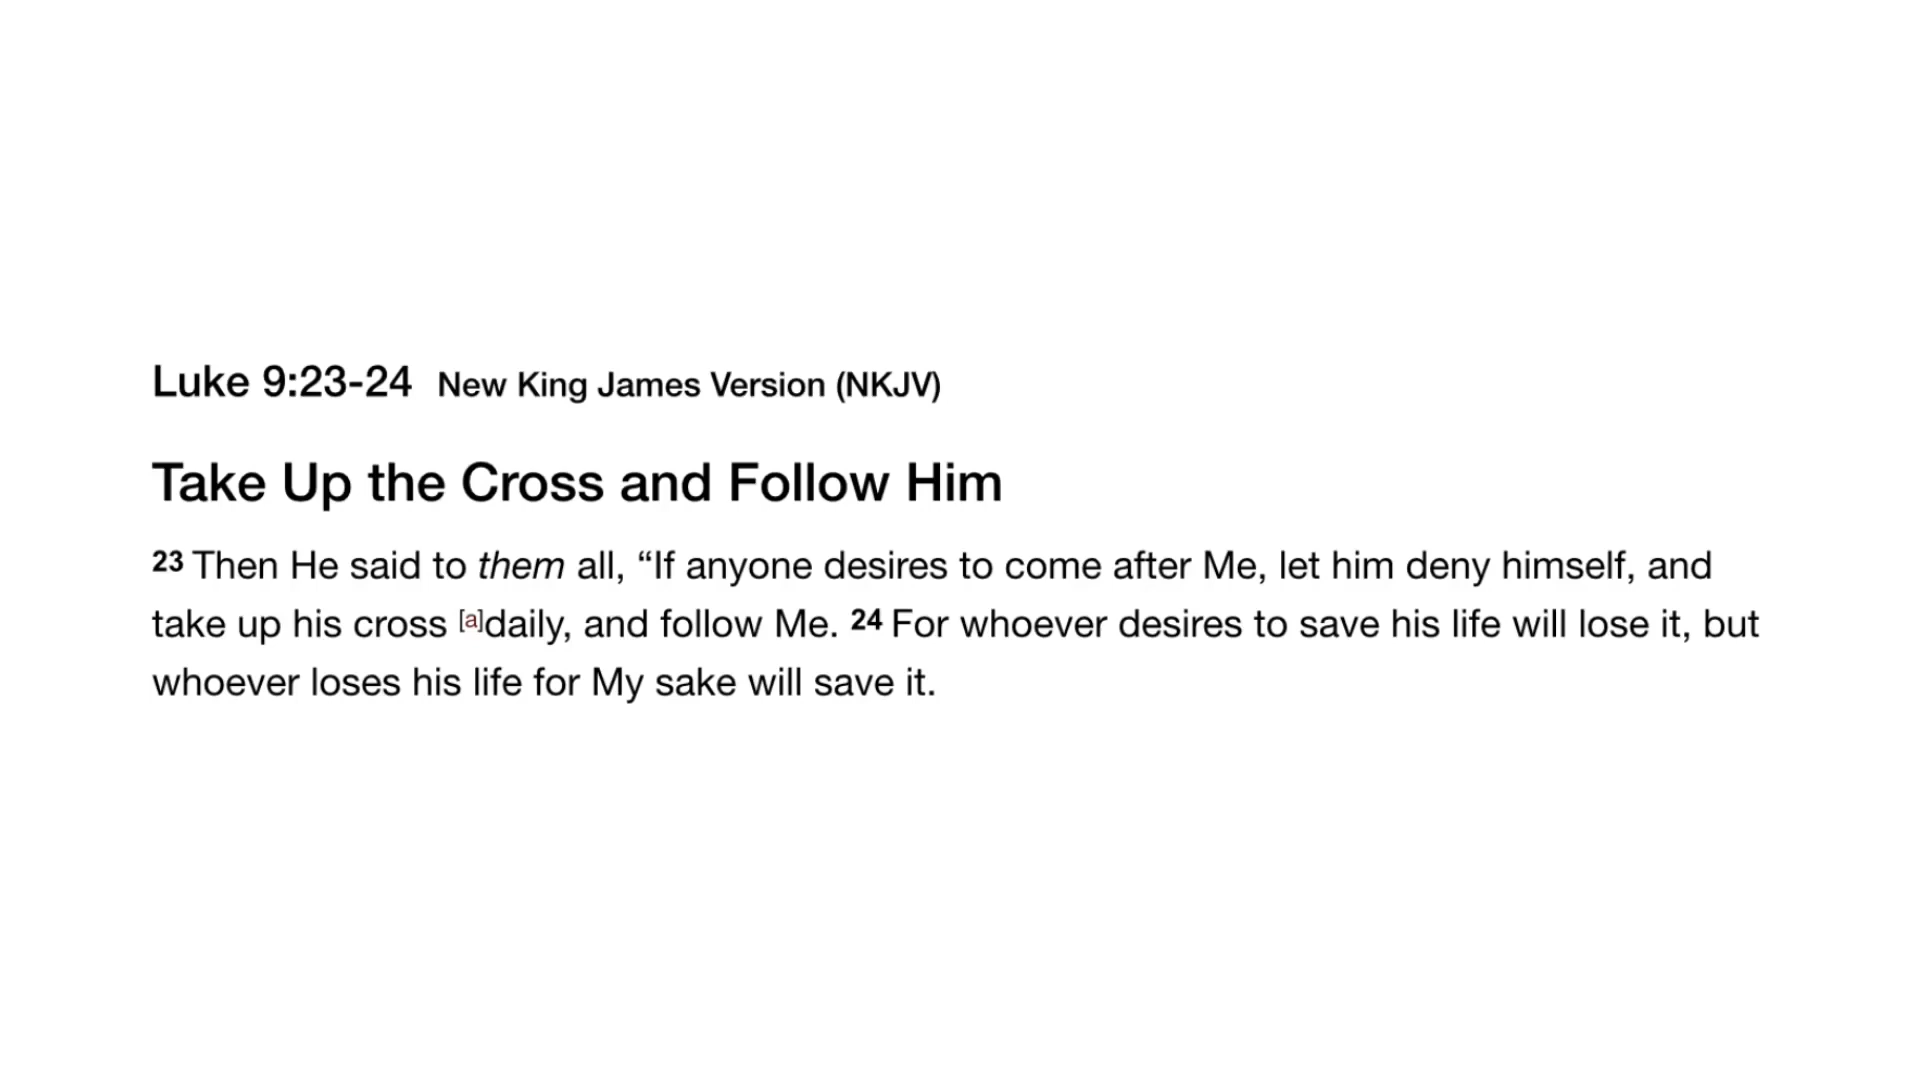 Luke 9:23-24 New King James Version (NKJV)
Take Up the Cross and Follow Him
23 Then He said to them all, “If anyone desires to come after Me, let him deny himself, and
take up his cross [a]daily, and follow Me. 24 For whoever desires to save his life will lose it, but
whoever loses his life for My sake will save it.